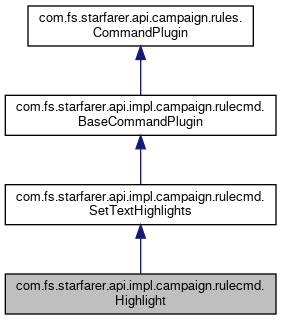 com.fs.starfarer.api.campaign.rules.
CommandPlugin
com.fs.starfarer.api.impl.campaign.rulecmd.
BaseCommandPlugin
com.fs.starfarer.api.impl.campaign.rulecmd.
SetTextHighlights
com.fs.starfarer.api.impl.campaign.rulecmd.
Highlight